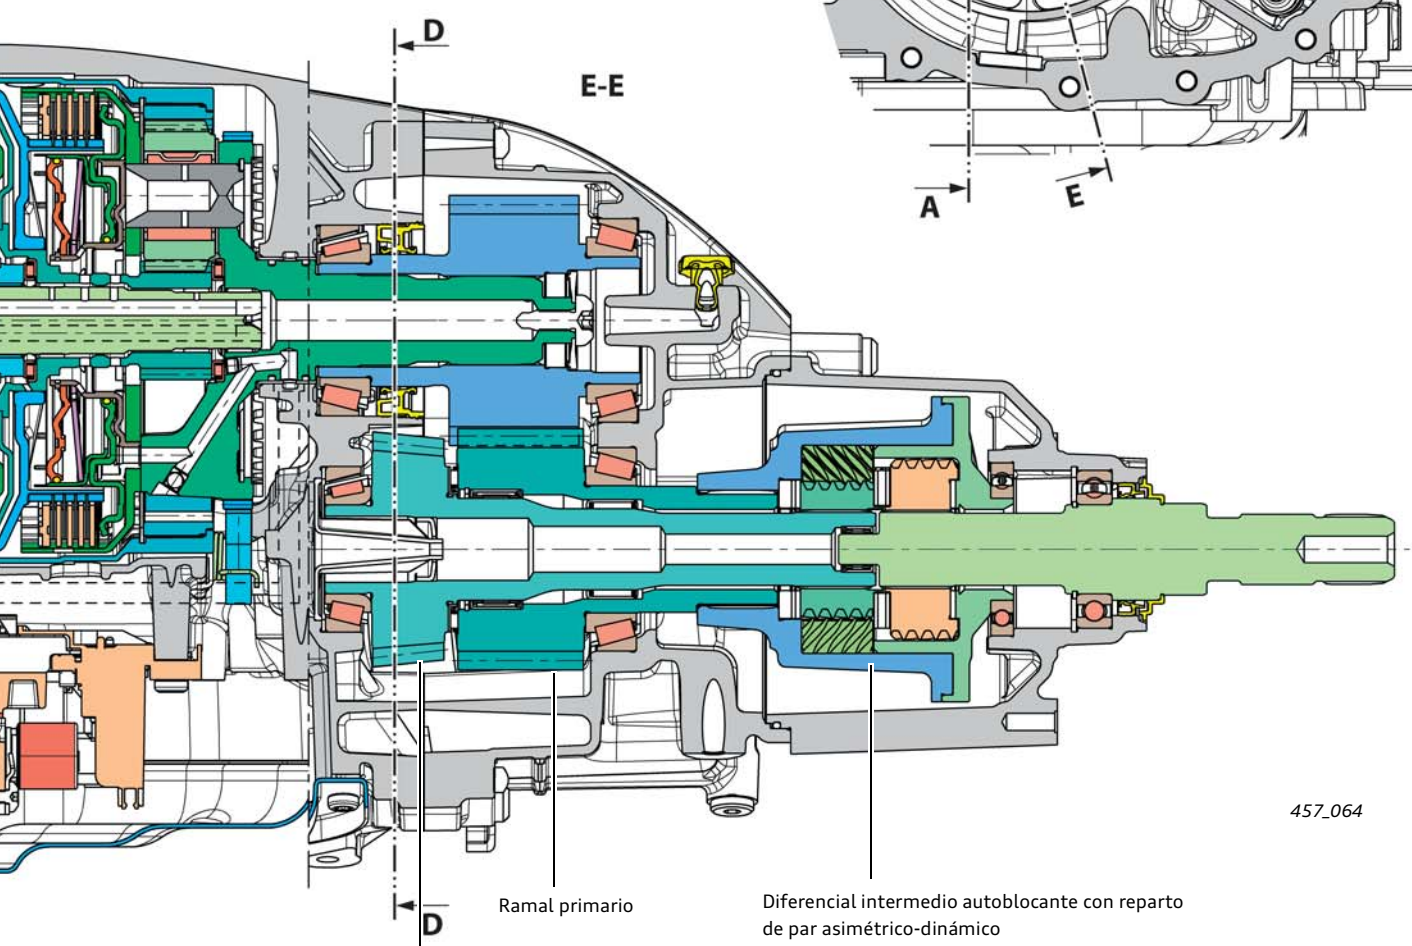 D
E-E
A
E
457_064
Ramal primario
Diferencial intermedio autoblocante con reparto
de par asimétrico-dinámico
D